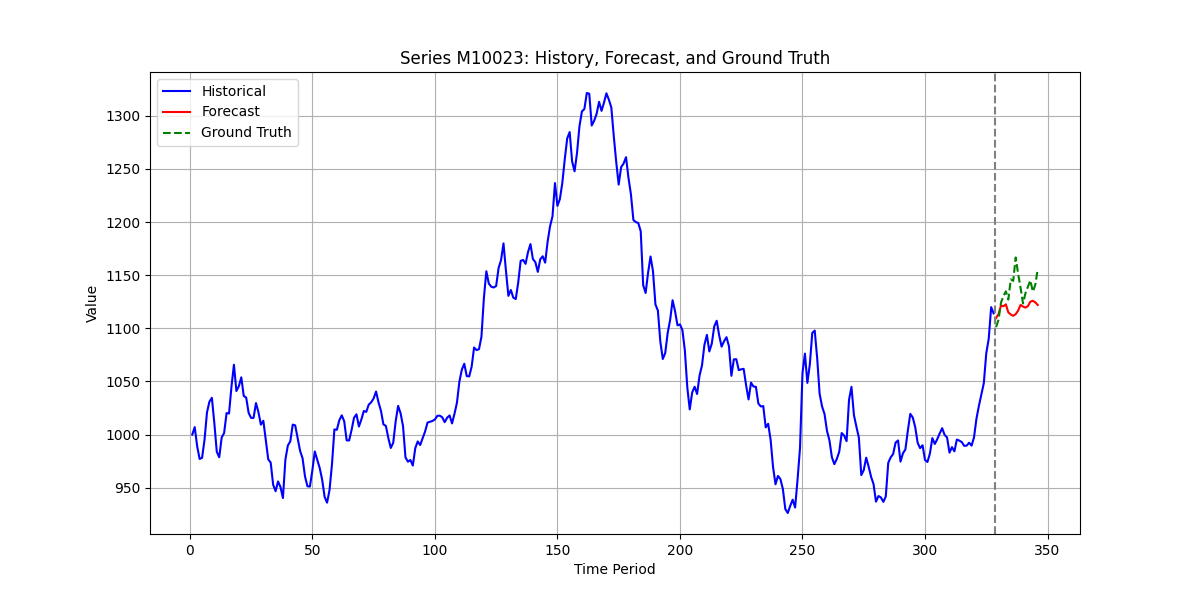 Series M10023: History, Forecast, and Ground Truth
Historical
Forecast
Ground Truth
Value
1300
1250
1200
1150
1100
1050
1000
950
0 50 100 150 200 250 300 350
Time Period